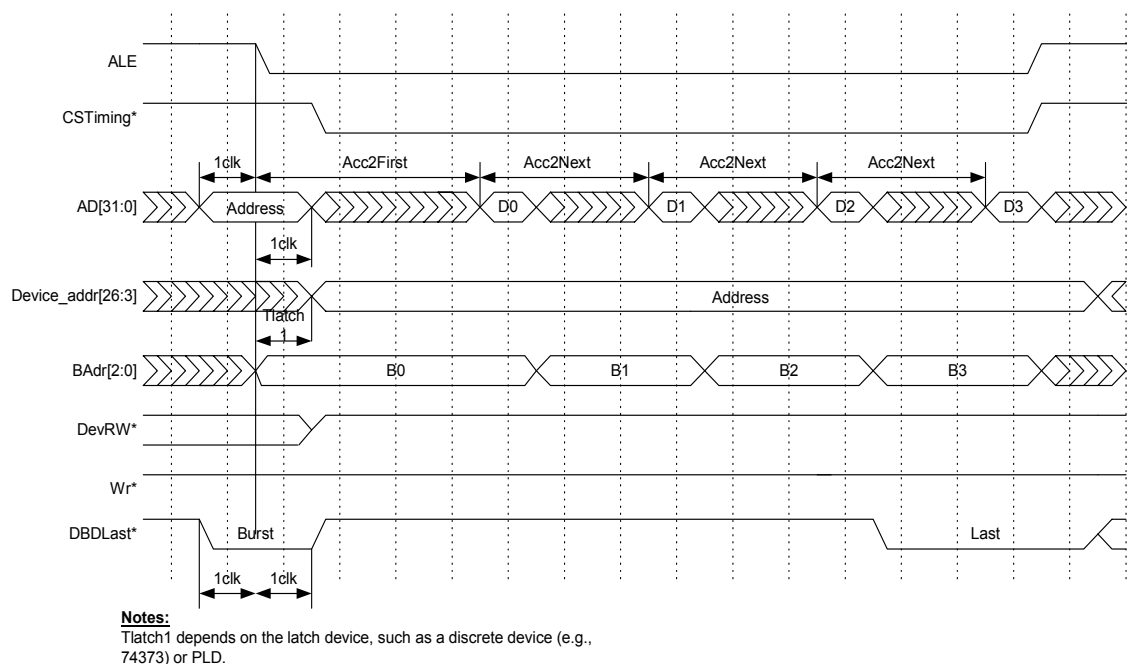 ALE
CSTiming*
1clk Acc2First Acc2Next Acc2Next Acc2Next
AD[31:0] Address D0 D1 D2 D3
1clk
Device_addr[26:3] Address
Tlatch
1
BAdr[2:0] B0 B1 B2 B3
DevRW*
Wr*
DBDLast* Burst Last
1clk 1clk
Notes:
Tlatch1 depends on the latch device, such as a discrete device (e.g.,
74373) or PLD.